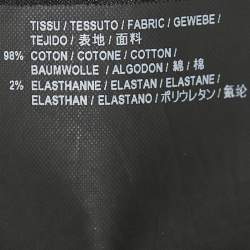 TISSU / TESSUTO / FABRIC / GEWEBE /
TEJIDO / 表地 / 面料
98% COTON / COTONE / COTTON /
BAUMWOLLE / ALGODON / 綿 / 棉
2% ELASTHANNE / ELASTAN / ELASTANE /
ELASTHAN / ELASTANO / ポリウレタン / 氨纶